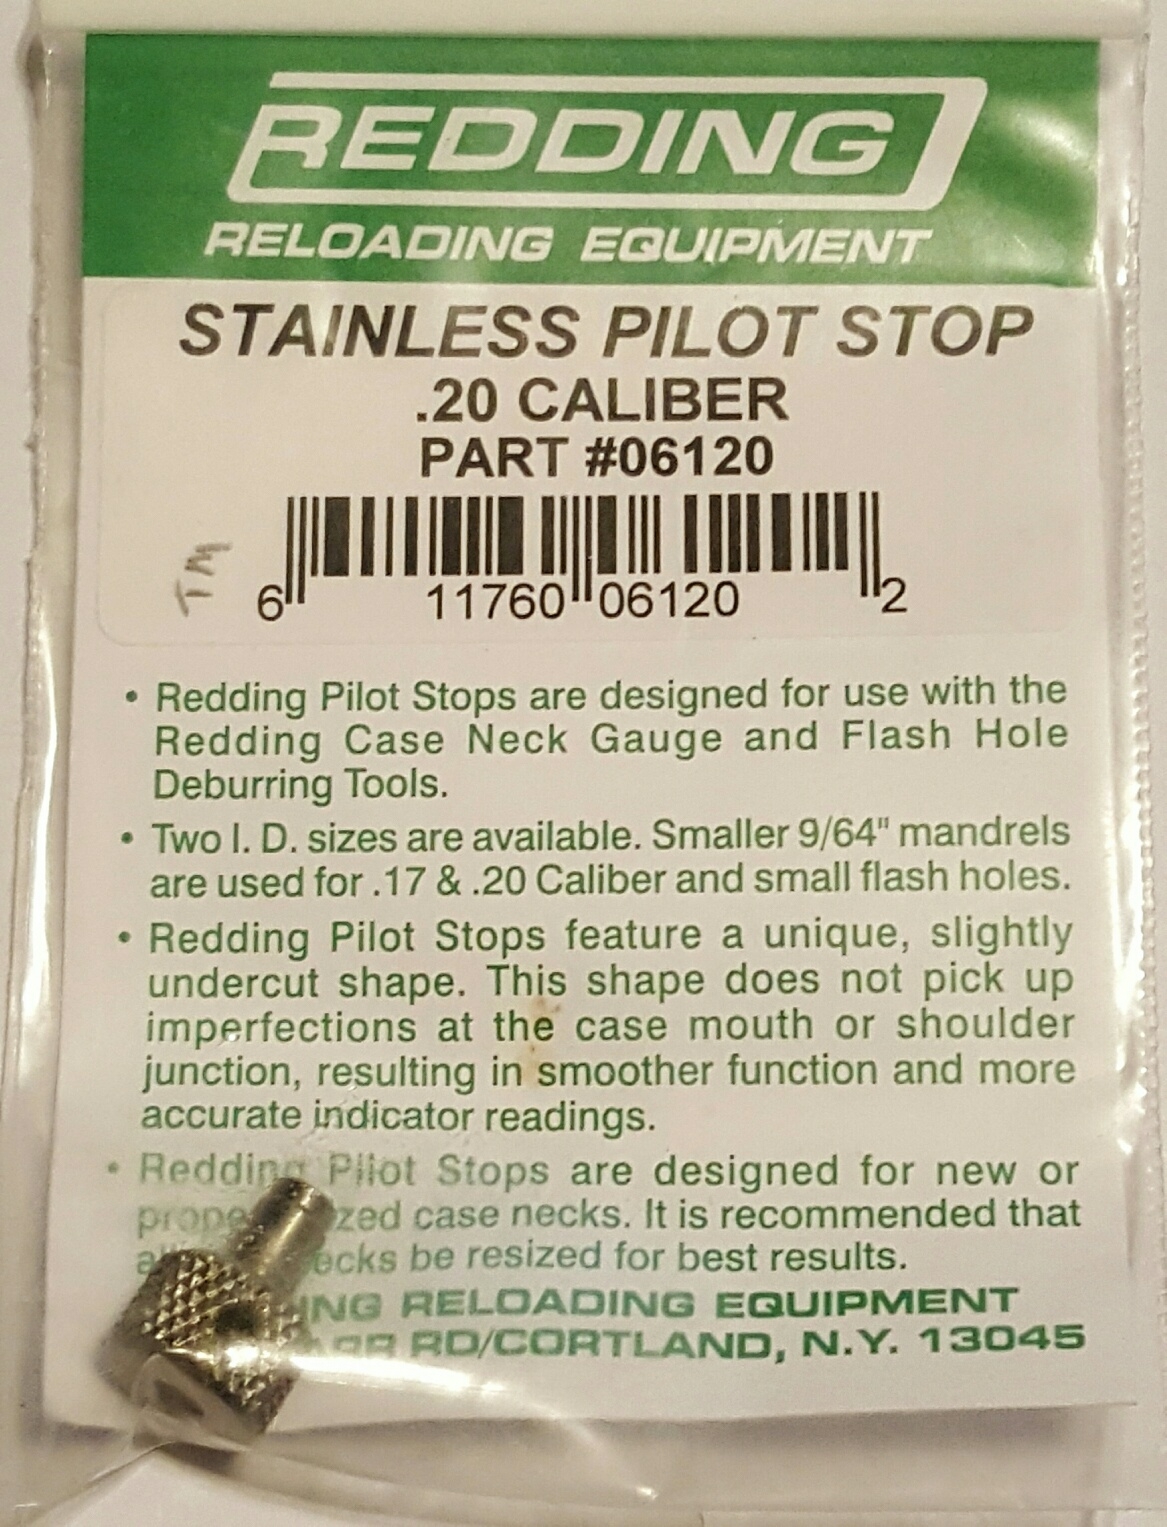 REDDING
RELOADING EQUIPMENT
STAINLESS PILOT STOP
.20 CALIBER
PART #06120
TM
6 11760 06120 2
• Redding Pilot Stops are designed for use with the
Redding Case Neck Gauge and Flash Hole
Deburring Tools.
• Two I. D. sizes are available. Smaller 9/64" mandrels
are used for .17 & .20 Caliber and small flash holes.
• Redding Pilot Stops feature a unique, slightly
undercut shape. This shape does not pick up
imperfections at the case mouth or shoulder
junction, resulting in smoother function and more
accurate indicator readings.
• Redding Pilot Stops are designed for new or
case necks. It is recommended that
be resized for best results.
RELOADING EQUIPMENT
RD/CORTLAND, N.Y. 13045